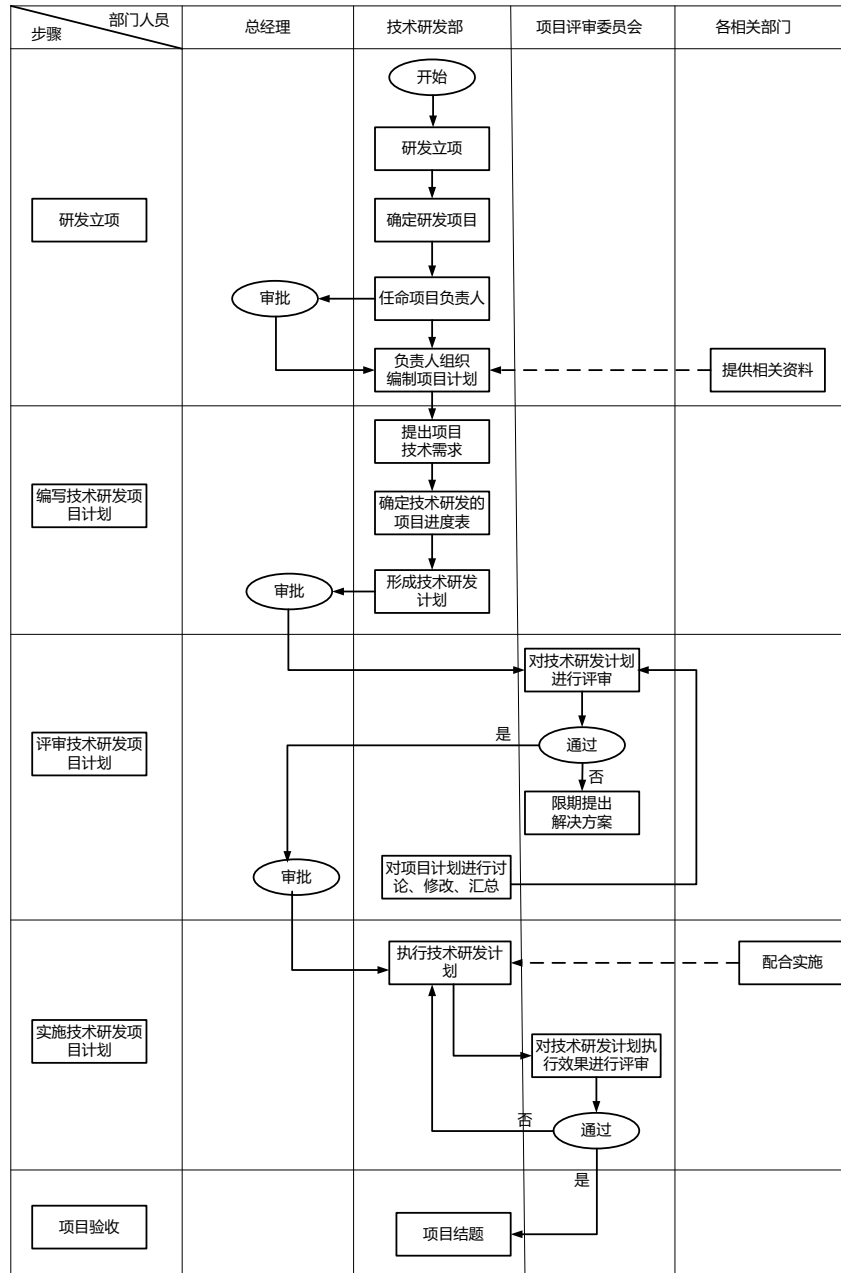 部门人员
步骤
总经理
技术研发部
项目评审委员会
各相关部门
开始
研发立项
研发立项
确定研发项目
审批
任命项目负责人
负责人组织
编制项目计划
提供相关资料
编写技术研发项
目计划
提出项目
技术需求
确定技术研发的
项目进度表
审批
形成技术研发
计划
对技术研发计划
进行评审
评审技术研发项
目计划
是
通过
否
限期提出
解决方案
审批
对项目计划进行讨
论、修改、汇总
执行技术研发计
划
配合实施
实施技术研发项
目计划
对技术研发计划执
行效果进行评审
否
通过
是
项目验收
项目结题